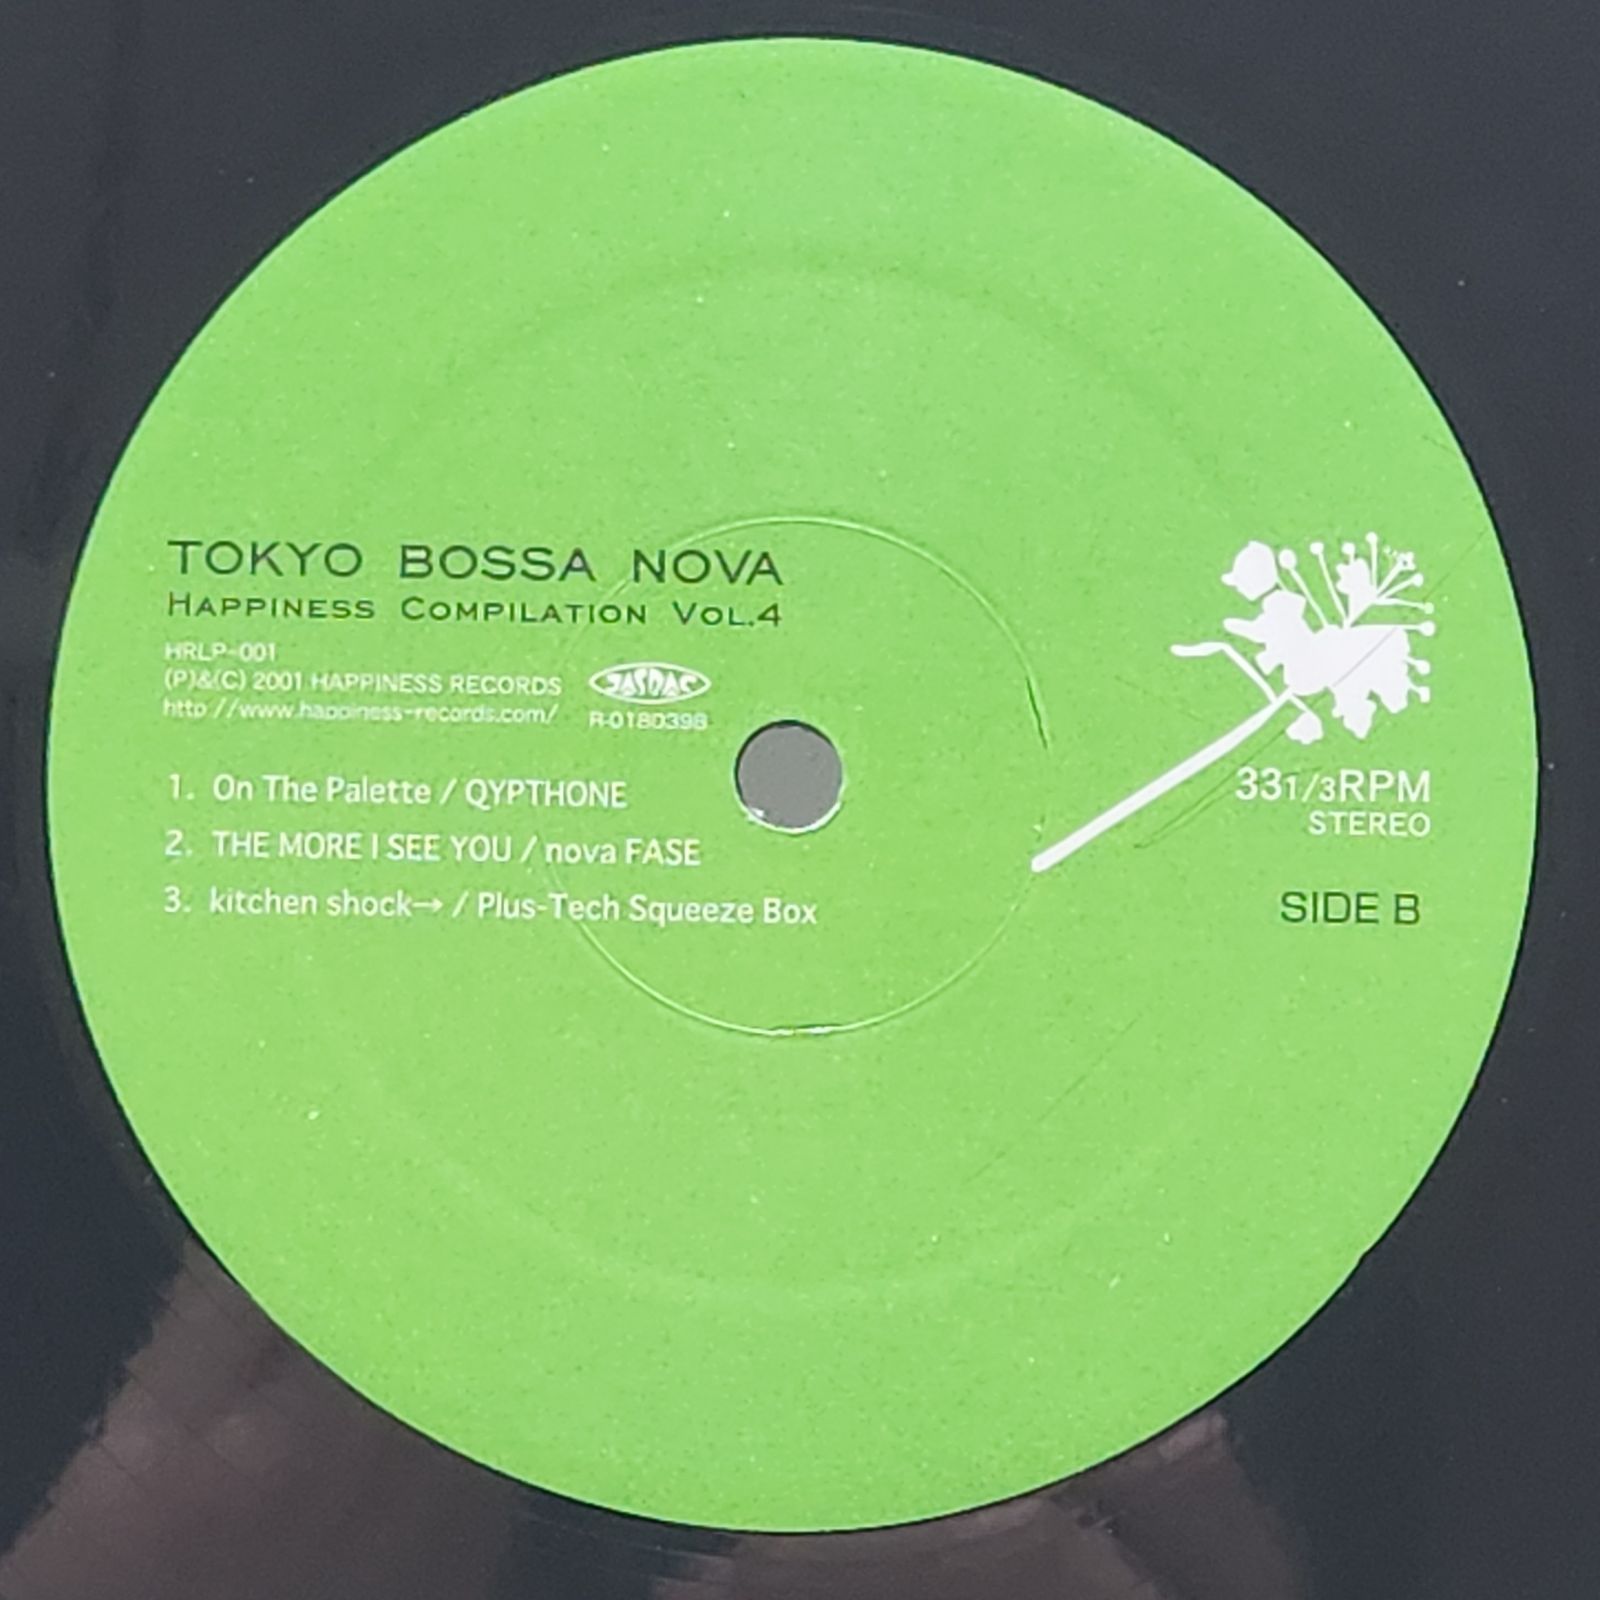 TOKYO BOSSA NOVA
HAPPINESS COMPILATION VOL.4
HRLP-001
(P)&(C) 2001 HAPPINESS RECORDS
http://www.happiness-records.com/
JASRAC
R-0180398
1. On The Palette / QYPTHONE
2. THE MORE I SEE YOU / nova FASE
3. kitchen shock→ / Plus-Tech Squeeze Box
33 1/3RPM
STEREO
SIDE B